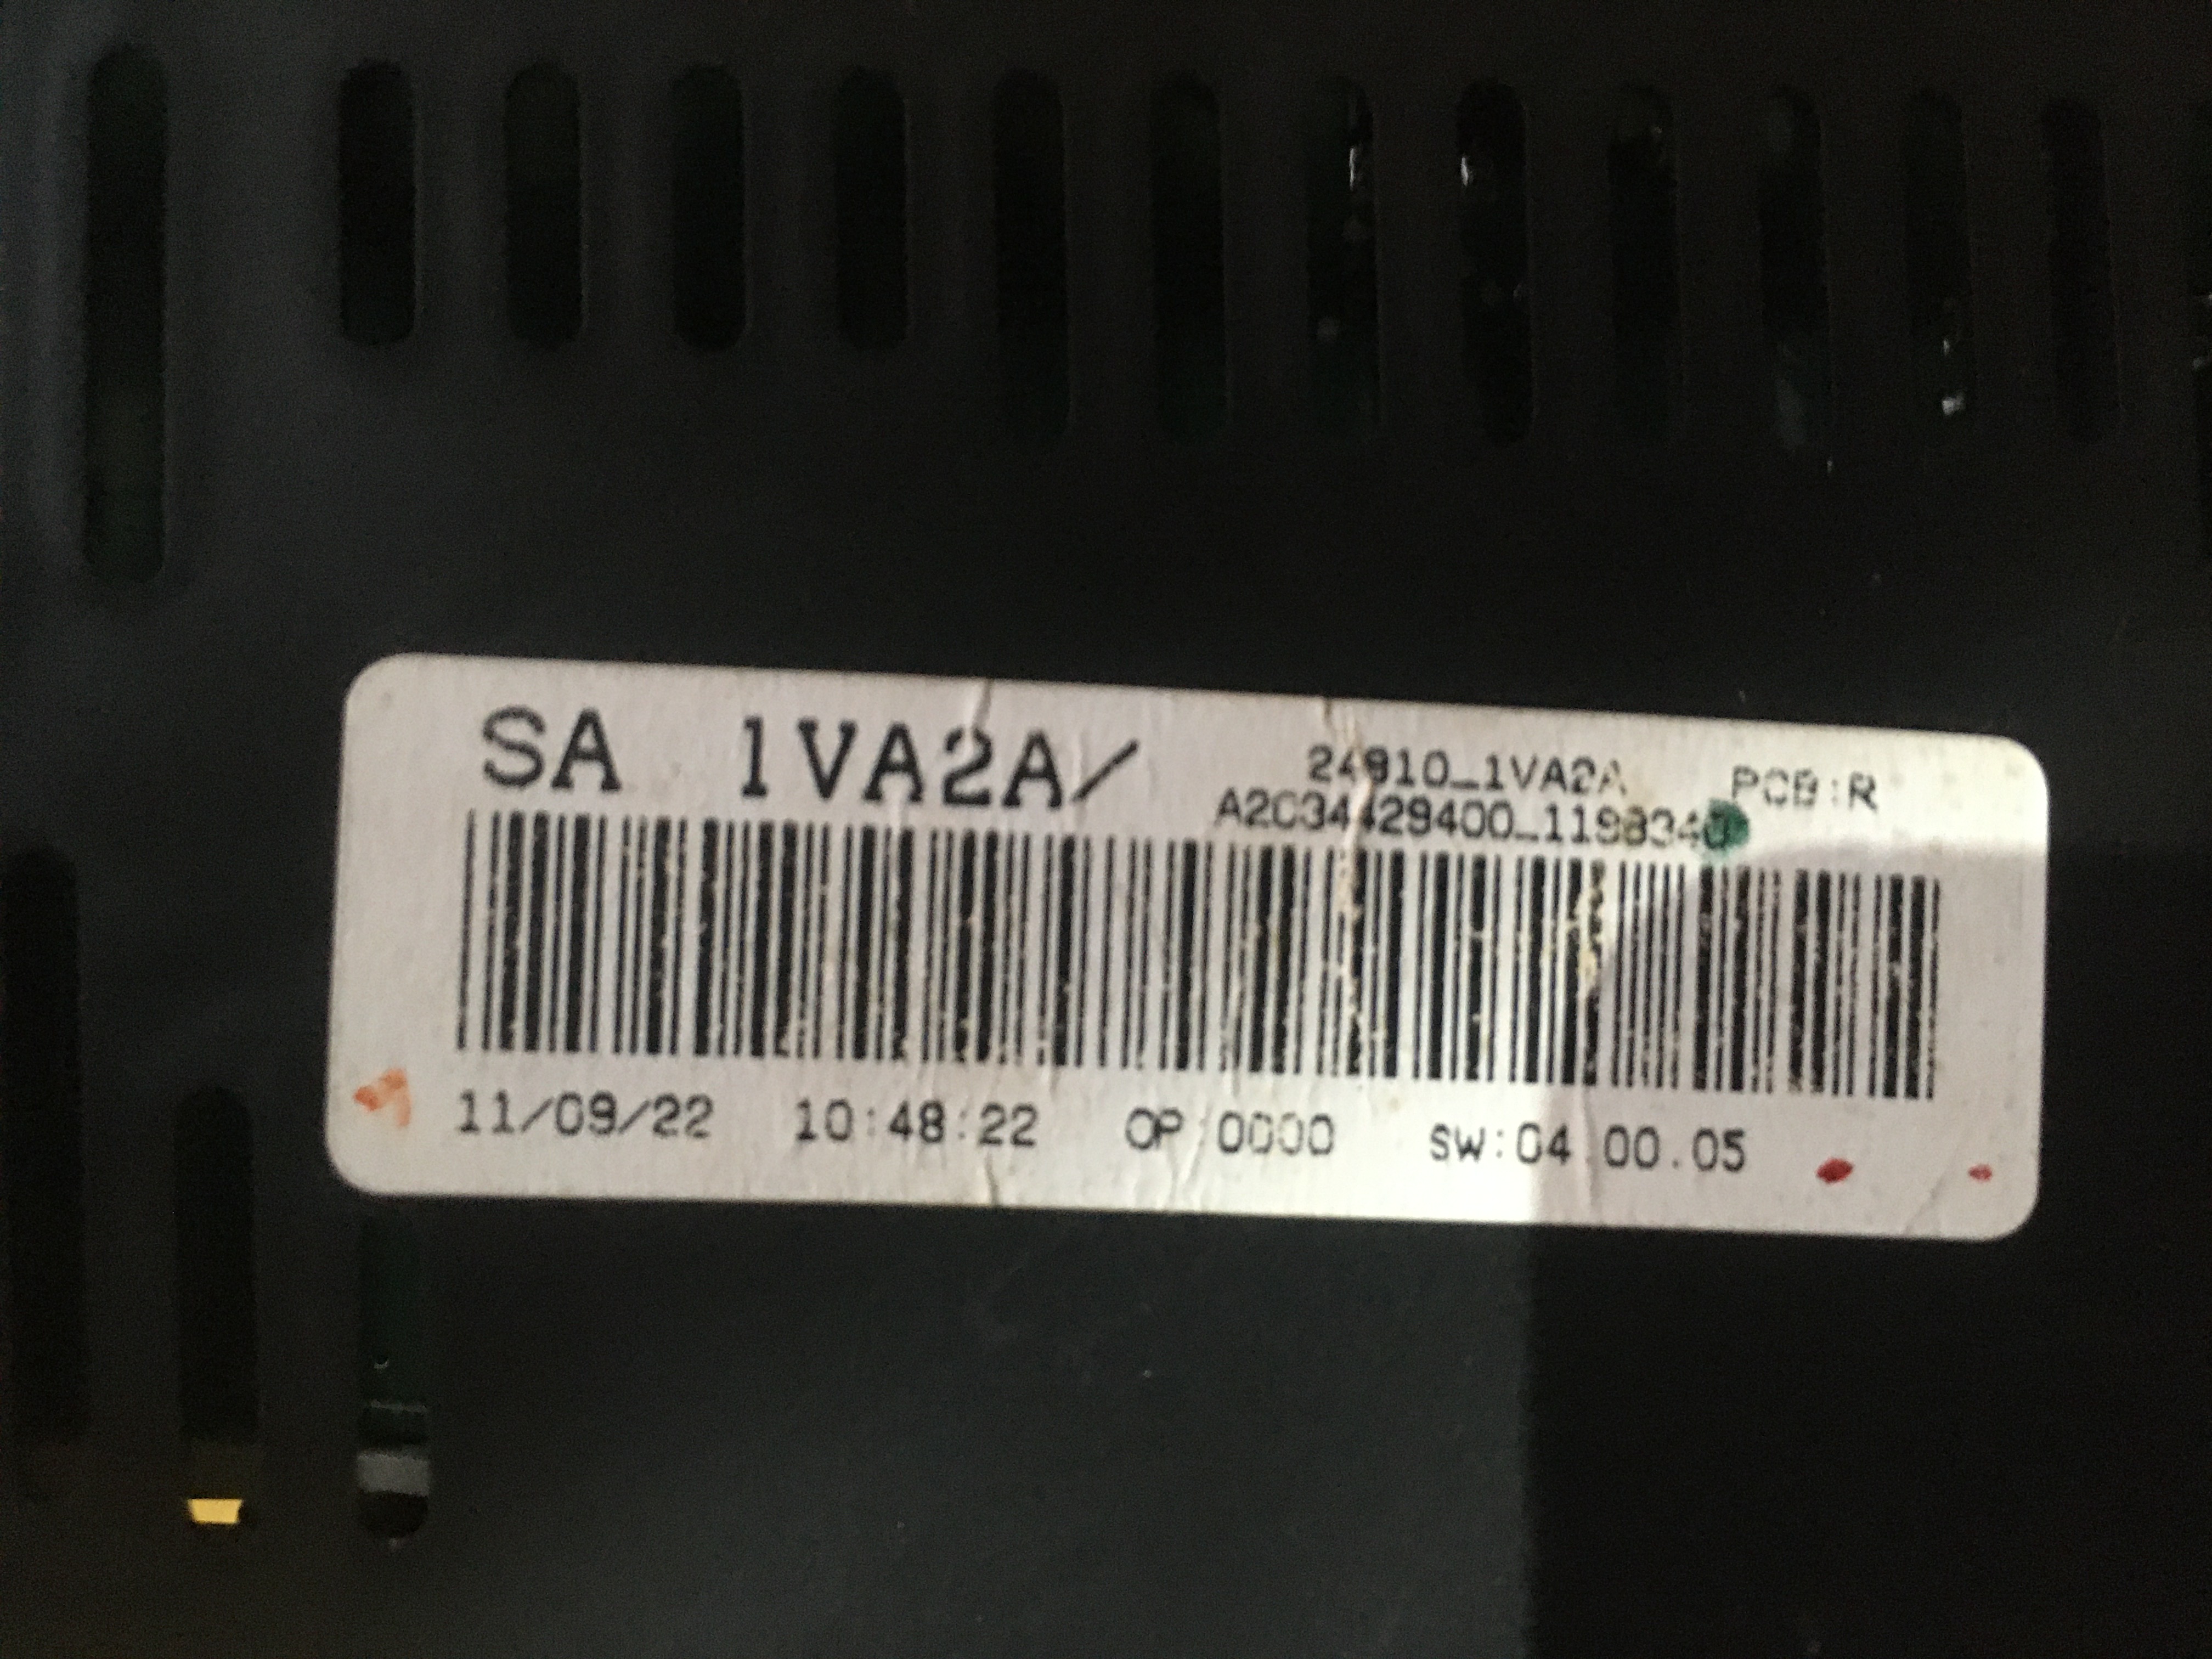 SA 1VA2A/
24810_1VA2A PCB:R
A2C34429400_1198340
11/09/22 10:48:22 OP:0000 SW:04.00.05